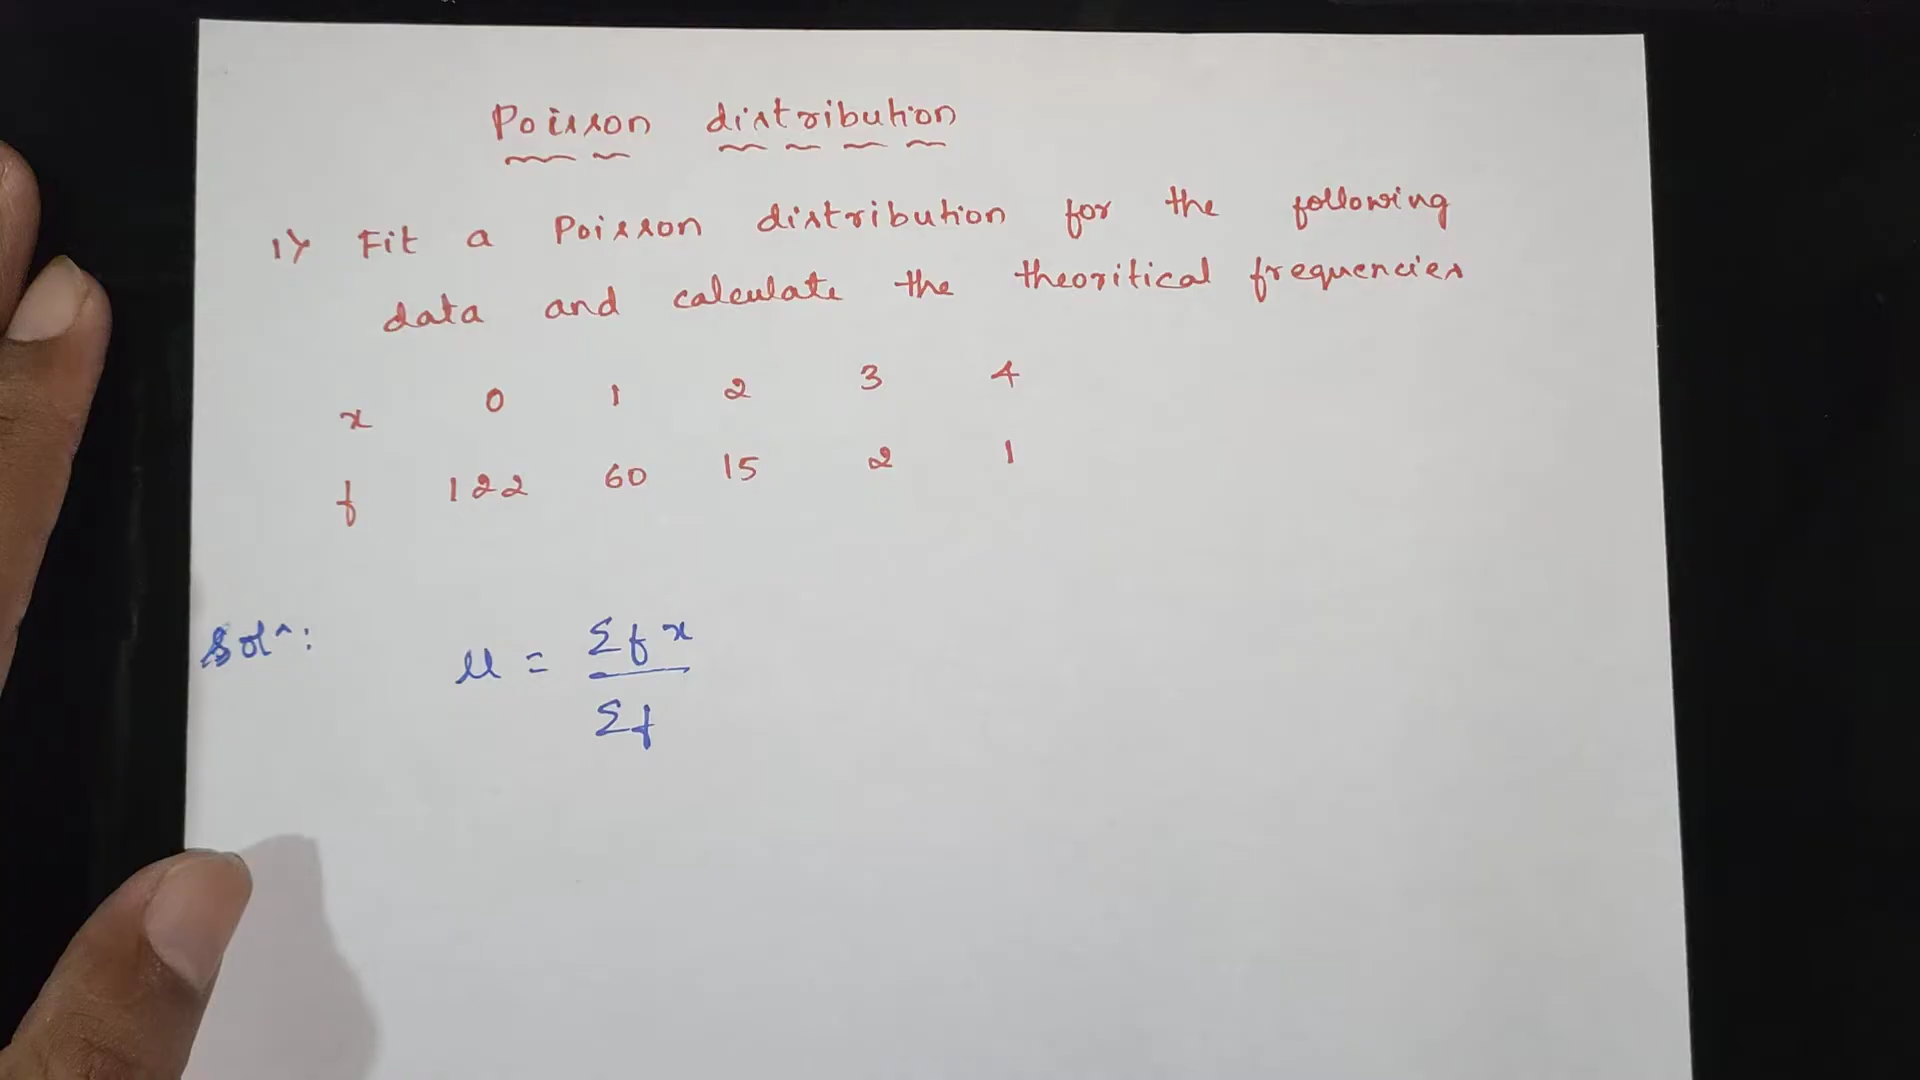 Poisson distribution
1) Fit a Poisson distribution for the following
data and calculate the theoritical frequencies
x 0 1 2 3 4
f 122 60 15 2 1
Sol^n:
μ = Σfx
Σf